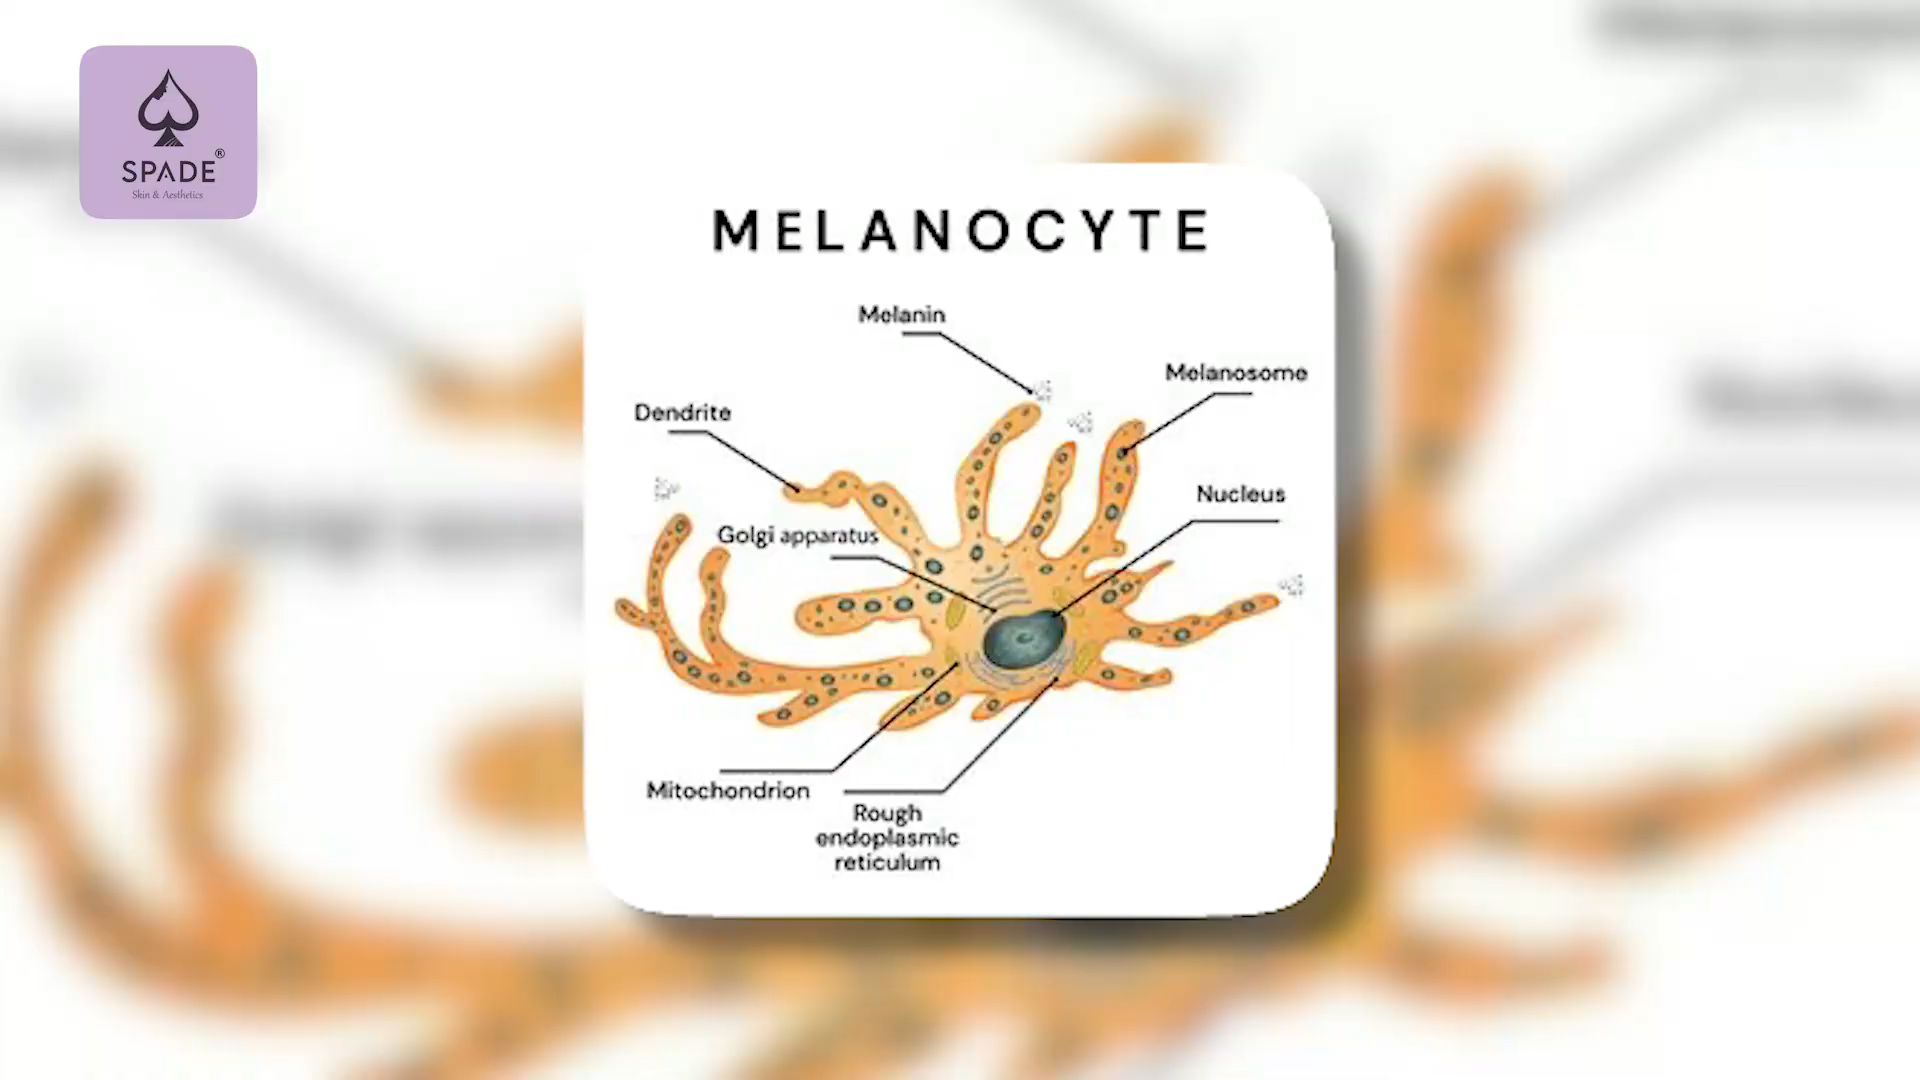 SPADE®
Skin & Aesthetics
MELANOCYTE
Melanin
Melanosome
Dendrite
Nucleus
Golgi apparatus
Mitochondrion
Rough
endoplasmic
reticulum